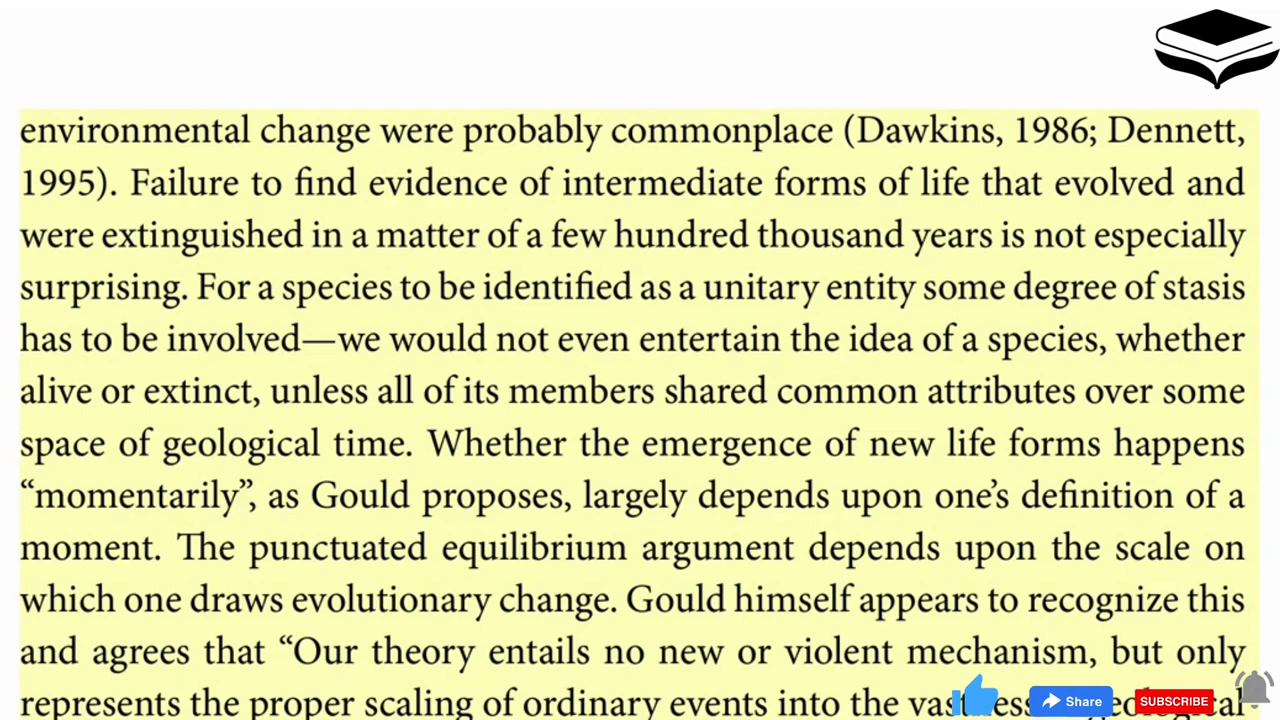 environmental change were probably commonplace (Dawkins, 1986; Dennett,
1995). Failure to find evidence of intermediate forms of life that evolved and
were extinguished in a matter of a few hundred thousand years is not especially
surprising. For a species to be identified as a unitary entity some degree of stasis
has to be involved—we would not even entertain the idea of a species, whether
alive or extinct, unless all of its members shared common attributes over some
space of geological time. Whether the emergence of new life forms happens
“momentarily”, as Gould proposes, largely depends upon one’s definition of a
moment. The punctuated equilibrium argument depends upon the scale on
which one draws evolutionary change. Gould himself appears to recognize this
and agrees that “Our theory entails no new or violent mechanism, but only
represents the proper scaling of ordinary events into the
Share
SUBSCRIBE